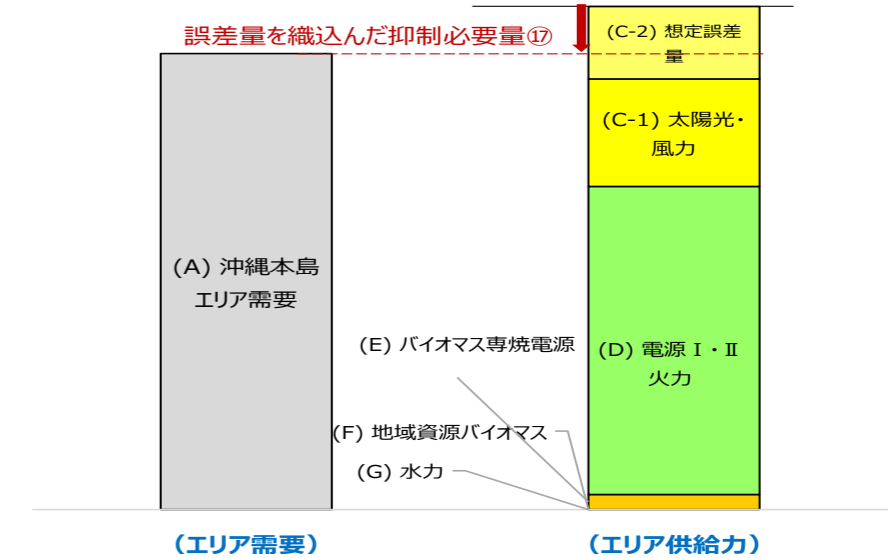 誤差量を織込んだ抑制必要量⑰
(C-2) 想定誤差
量
(C-1) 太陽光・
風力
(A) 沖縄本島
エリア需要
(E) バイオマス専焼電源
(D) 電源Ⅰ・Ⅱ
火力
(F) 地域資源バイオマス
(G) 水力
（エリア需要）
（エリア供給力）